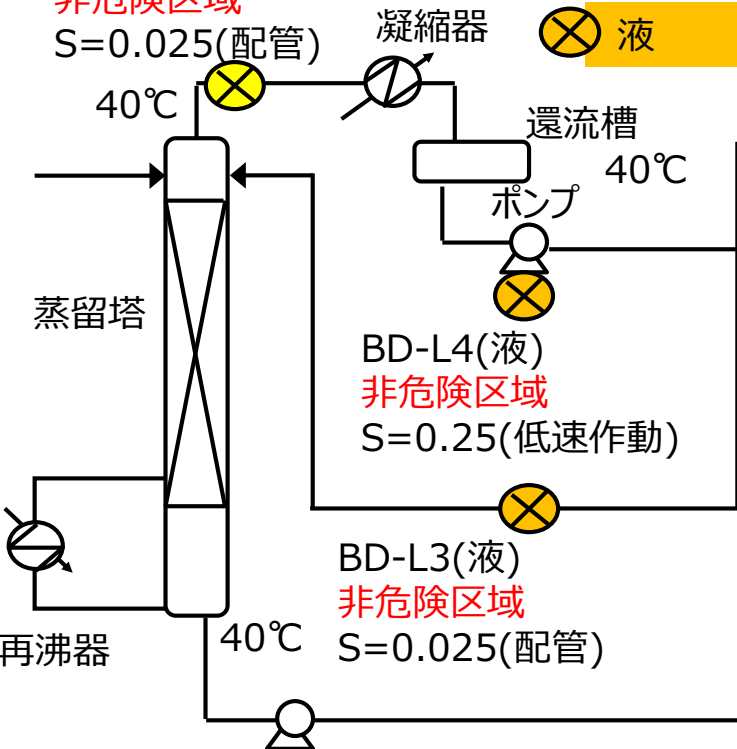 非危険区域
S=0.025(配管)
凝縮器
液
40℃
還流槽
40℃
ポンプ
蒸留塔
BD-L4(液)
非危険区域
S=0.25(低速作動)
BD-L3(液)
非危険区域
S=0.025(配管)
40℃
再沸器